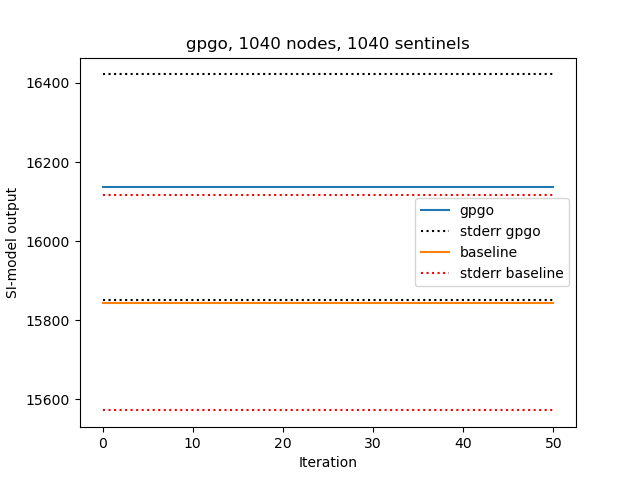 gpgo, 1040 nodes, 1040 sentinels
SI-model output
16400
16200
16000
15800
15600
gpgo
stderr gpgo
baseline
stderr baseline
0
10
20
30
40
50
Iteration